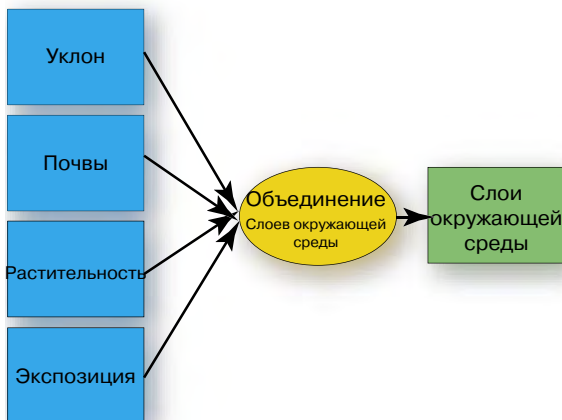 Уклон
Почвы
Растительность
Экспозиция
Объединение
Слоев окружающей
среды
Слои
окружающей
среды